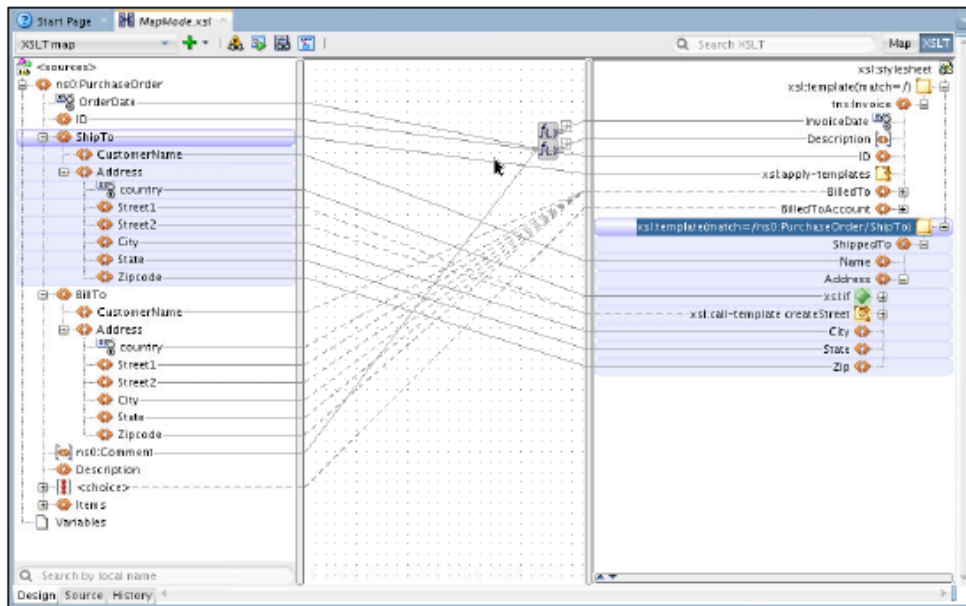 Start Page
MapMode.xsl
XSLT map
Search XSLT
Map
XSLT
<sources>
ns0:PurchaseOrder
OrderDate
ID
ShipTo
CustomerName
Address
country
Street1
Street2
City
State
Zipcode
BillTo
CustomerName
Address
country
Street1
Street2
City
State
Zipcode
ns0:Comment
Description
<choice>
Items
Variables
Search by local name
xsl:stylesheet
xsl:template(match=/)
tns:Invoice
InvoiceDate
Description
ID
xsl:apply-templates
BilledTo
BilledToAccount
xsl:template(match=/ns0:PurchaseOrder/ShipTo)
ShippedTo
Name
Address
xsl:if
xsl:call-template createStreet
City
State
Zip
Design Source History